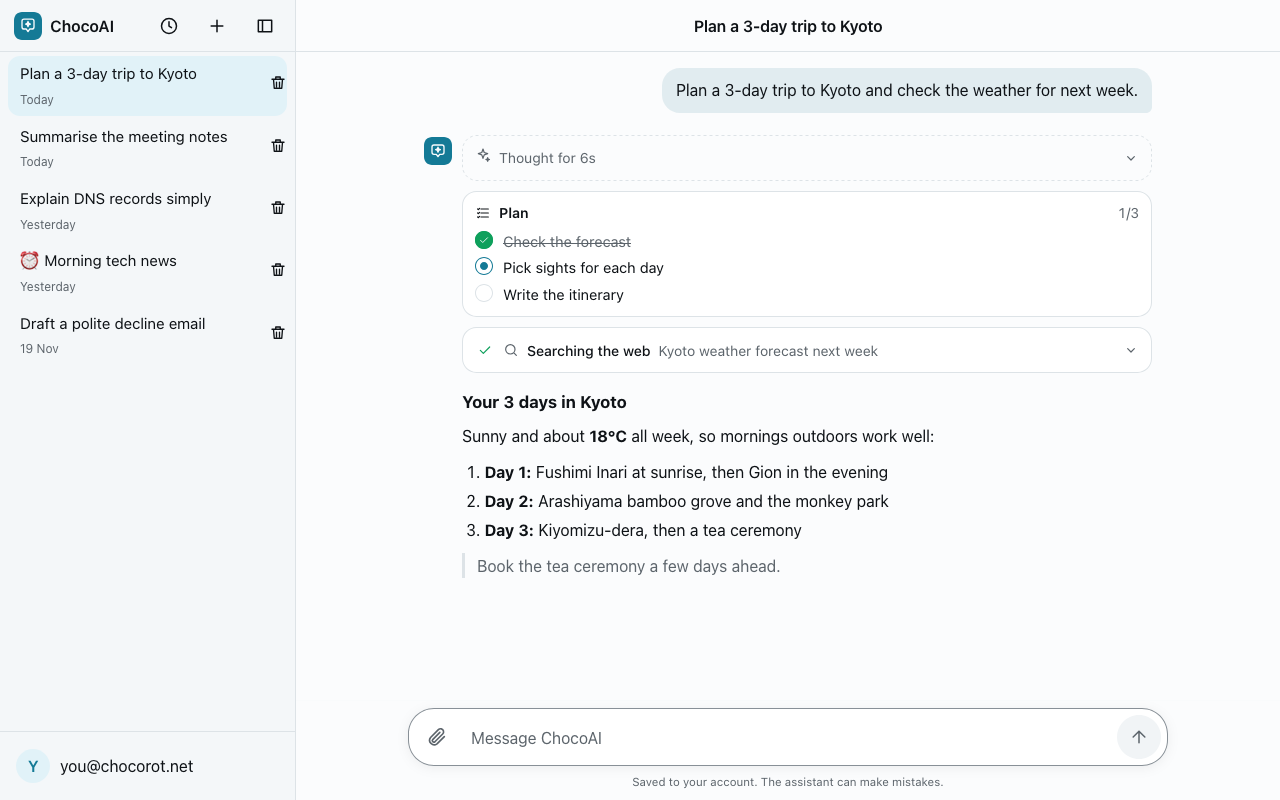 ChocoAI
Plan a 3-day trip to Kyoto
Today
Summarise the meeting notes
Today
Explain DNS records simply
Yesterday
⏰ Morning tech news
Yesterday
Draft a polite decline email
19 Nov
Y you@chocorot.net
Plan a 3-day trip to Kyoto
Plan a 3-day trip to Kyoto and check the weather for next week.
Thought for 6s
Plan 1/3
Check the forecast
Pick sights for each day
Write the itinerary
Searching the web Kyoto weather forecast next week
Your 3 days in Kyoto
Sunny and about 18°C all week, so mornings outdoors work well:
1. Day 1: Fushimi Inari at sunrise, then Gion in the evening
2. Day 2: Arashiyama bamboo grove and the monkey park
3. Day 3: Kiyomizu-dera, then a tea ceremony
Book the tea ceremony a few days ahead.
Message ChocoAI
Saved to your account. The assistant can make mistakes.